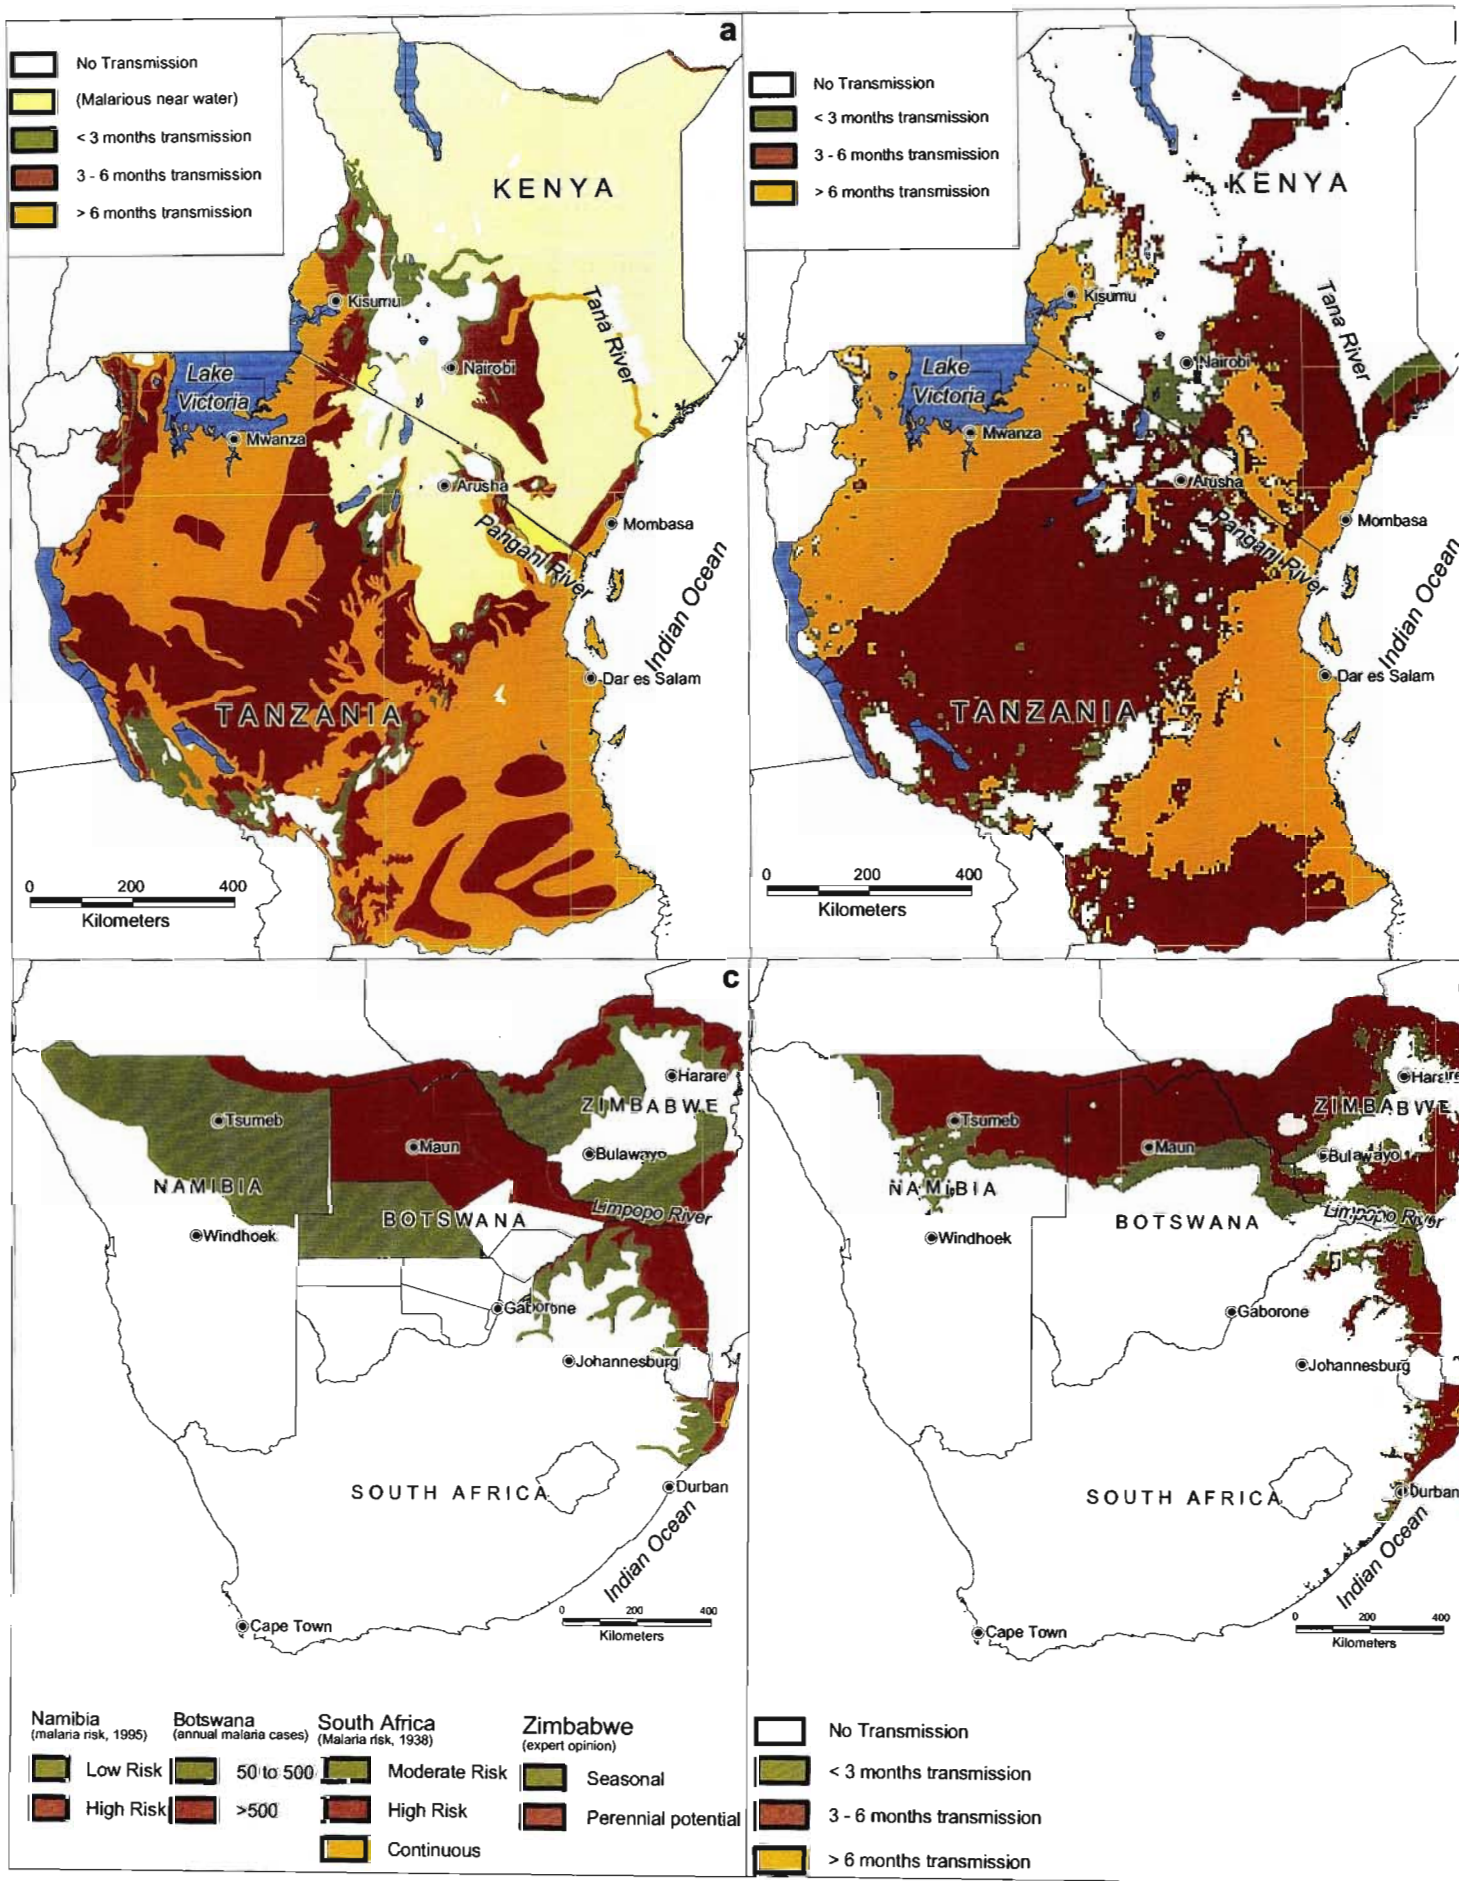 a
No Transmission
(Malarious near water)
< 3 months transmission
3 - 6 months transmission
> 6 months transmission
KENYA
Kisumu
Tana River
Nairobi
Lake
Victoria
Mwanza
Arusha
Mombasa
Pangani River
Indian Ocean
Dar es Salam
TANZANIA
0 200 400
Kilometers
No Transmission
< 3 months transmission
3 - 6 months transmission
> 6 months transmission
KENYA
Kisumu
Tana River
Nairobi
Lake
Victoria
Mwanza
Arusha
Mombasa
Pangani River
Indian Ocean
Dar es Salam
TANZANIA
0 200 400
Kilometers
c
Harare
ZIMBABWE
Tsumeb
Maun
Bulawayo
NAMIBIA
Limpopo River
BOTSWANA
Windhoek
Gaborone
Johannesburg
SOUTH AFRICA
Durban
Indian Ocean
Cape Town
0 200 400
Kilometers
Harare
ZIMBABWE
Tsumeb
Maun
Bulawayo
NAMIBIA
Limpopo River
BOTSWANA
Windhoek
Gaborone
Johannesburg
SOUTH AFRICA
Durban
Indian Ocean
Cape Town
0 200 400
Kilometers
Namibia
(malaria risk, 1995)
Low Risk
High Risk
Botswana
(annual malaria cases)
50 to 500
>500
South Africa
(Malaria risk, 1938)
Moderate Risk
High Risk
Continuous
Zimbabwe
(expert opinion)
Seasonal
Perennial potential
No Transmission
< 3 months transmission
3 - 6 months transmission
> 6 months transmission